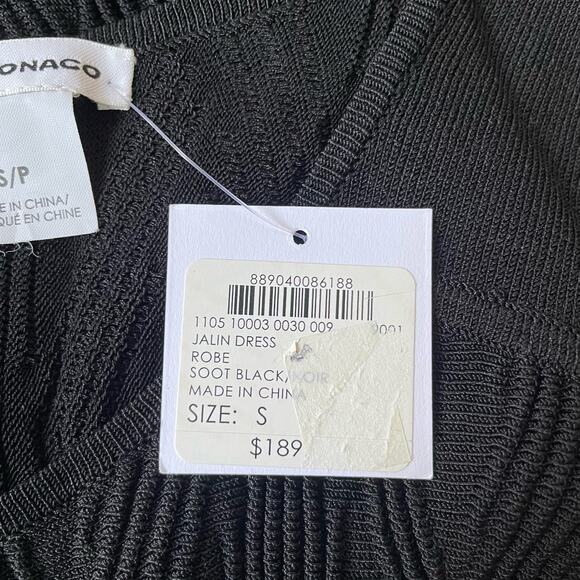 ONACO
S/P
E IN CHINA/
QUÉ EN CHINE
889040086188
1105 10003 0030 009 2001
JALIN DRESS
ROBE
SOOT BLACK/NOIR
MADE IN CHINA
SIZE: S
$189